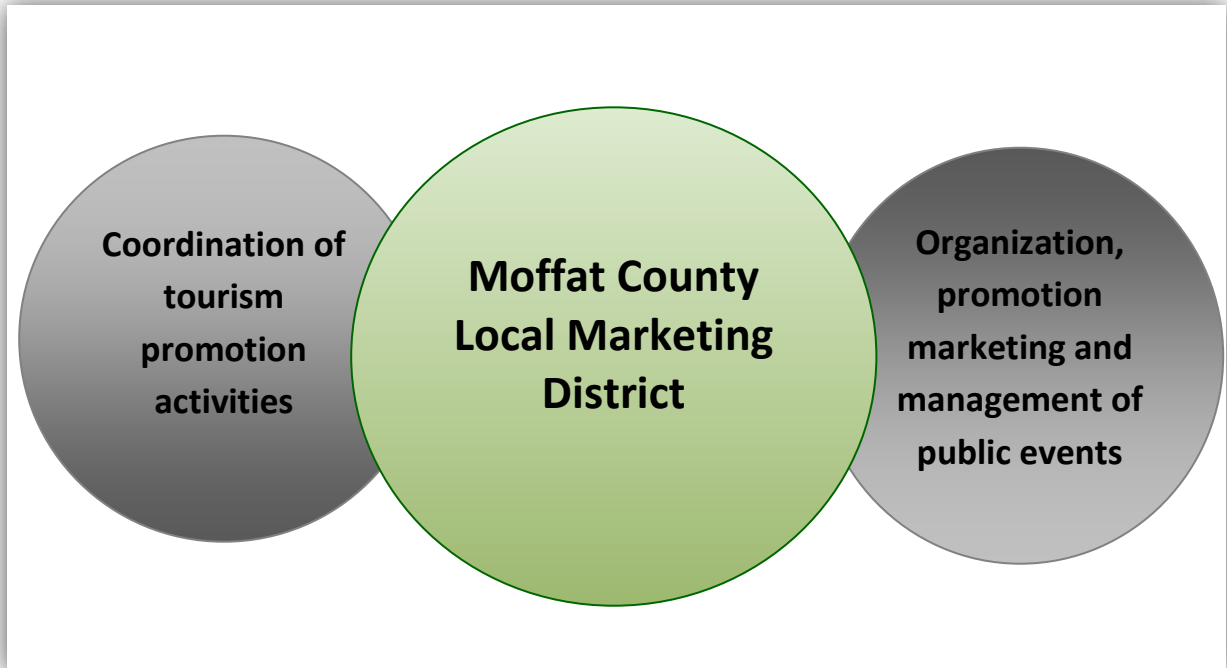 Coordination of
tourism
promotion
activities
Moffat County
Local Marketing
District
Organization,
promotion
marketing and
management of
public events